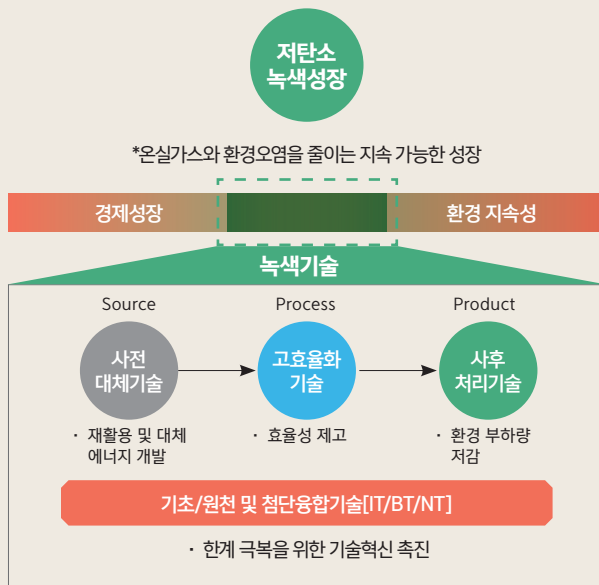 저탄소
녹색성장
*온실가스와 환경오염을 줄이는 지속 가능한 성장
경제성장
환경 지속성
녹색기술
Source
Process
Product
사전
대체기술
고효율화
기술
사후
처리기술
· 재활용 및 대체
에너지 개발
· 효율성 제고
· 환경 부하량
저감
기초/원천 및 첨단융합기술[IT/BT/NT]
· 한계 극복을 위한 기술혁신 촉진